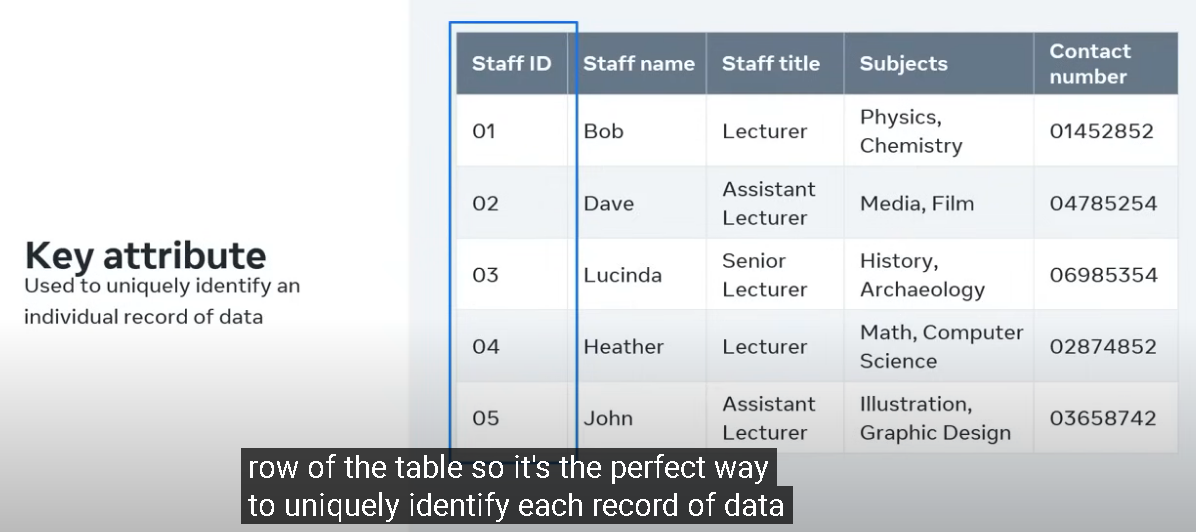 Key attribute
Used to uniquely identify an
individual record of data
Staff ID Staff name Staff title Subjects Contact number
01 Bob Lecturer Physics, Chemistry 01452852
02 Dave Assistant Lecturer Media, Film 04785254
03 Lucinda Senior Lecturer History, Archaeology 06985354
04 Heather Lecturer Math, Computer Science 02874852
05 John Assistant Lecturer Illustration, Graphic Design 03658742
row of the table so it's the perfect way
to uniquely identify each record of data